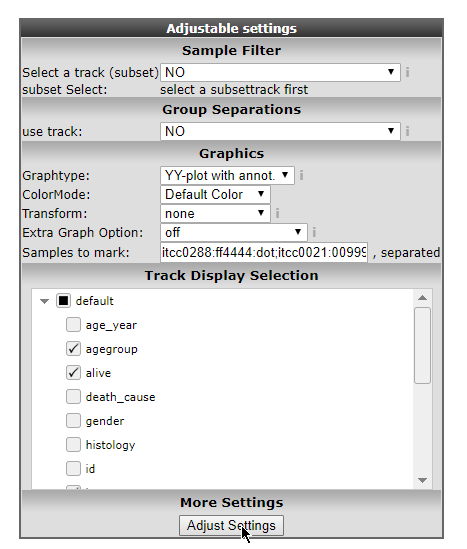 Adjustable settings
Sample Filter
Select a track (subset) NO i
subset Select: select a subsettrack first
Group Separations
use track: NO i
Graphics
Graphtype: YY-plot with annot. i
ColorMode: Default Color
Transform: none i
Extra Graph Option: off i
Samples to mark: itcc0288:ff4444:dot;itcc0021:00999 , separated
Track Display Selection
default
age_year
agegroup
alive
death_cause
gender
histology
id
More Settings
Adjust Settings